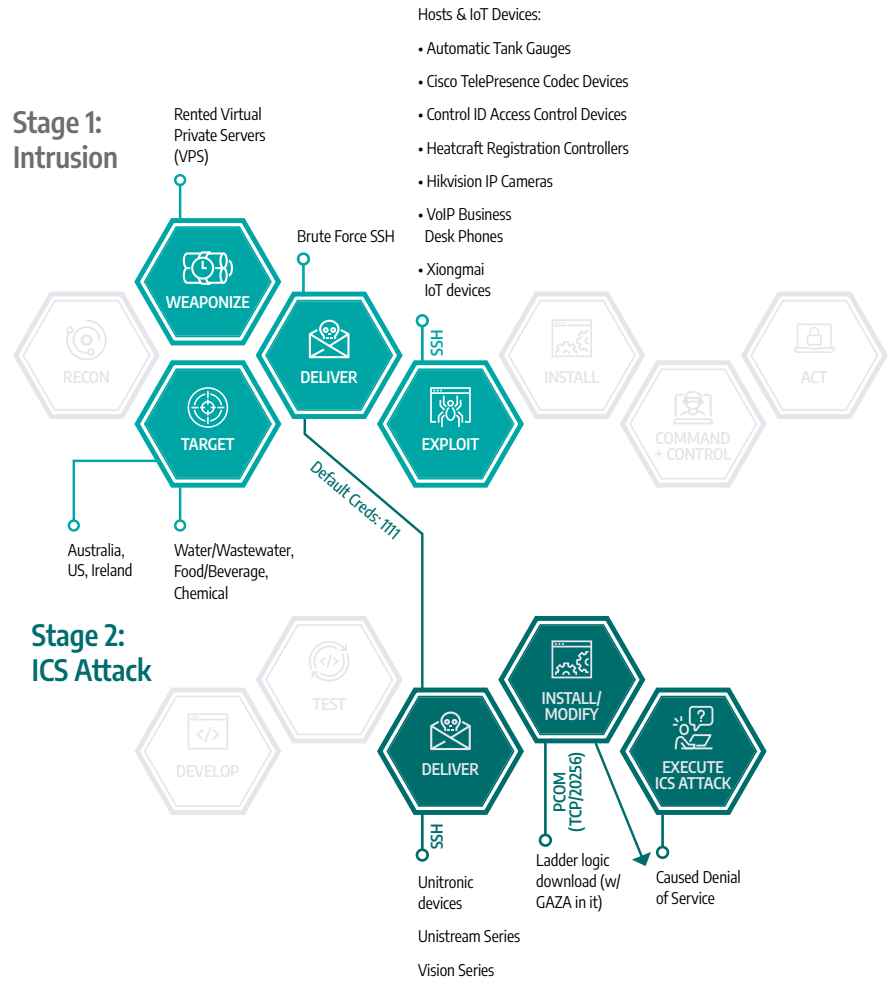 Hosts & IoT Devices:
• Automatic Tank Gauges
• Cisco TelePresence Codec Devices
• Control ID Access Control Devices
• Heatcraft Registration Controllers
• Hikvision IP Cameras
• VoIP Business
Desk Phones
• Xiongmai
IoT devices
Stage 1:
Intrusion
Rented Virtual
Private Servers
(VPS)
Brute Force SSH
WEAPONIZE
RECON
DELIVER
SSH
INSTALL
ACT
TARGET
EXPLOIT
COMMAND
+ CONTROL
Default Creds: 1111
Australia,
US, Ireland
Water/Wastewater,
Food/Beverage,
Chemical
Stage 2:
ICS Attack
TEST
INSTALL/
MODIFY
DEVELOP
DELIVER
EXECUTE
ICS ATTACK
SSH
PCOM
(TCP/20256)
Unitronic
devices
Unistream Series
Vision Series
Ladder logic
download (w/
GAZA in it)
Caused Denial
of Service